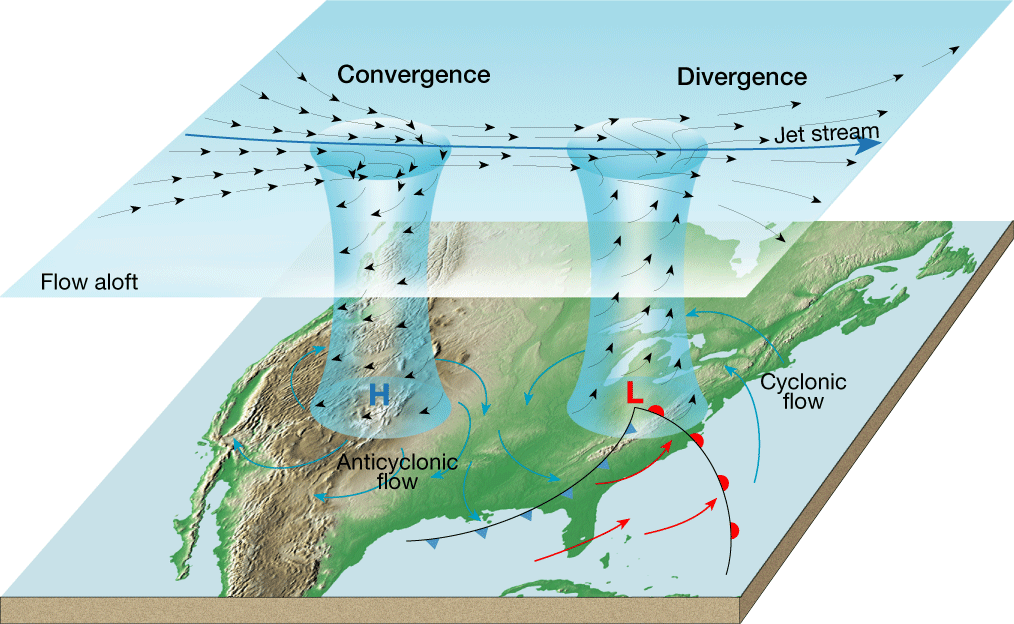 Convergence
Divergence
Jet stream
Flow aloft
H
L
Cyclonic
flow
Anticyclonic
flow